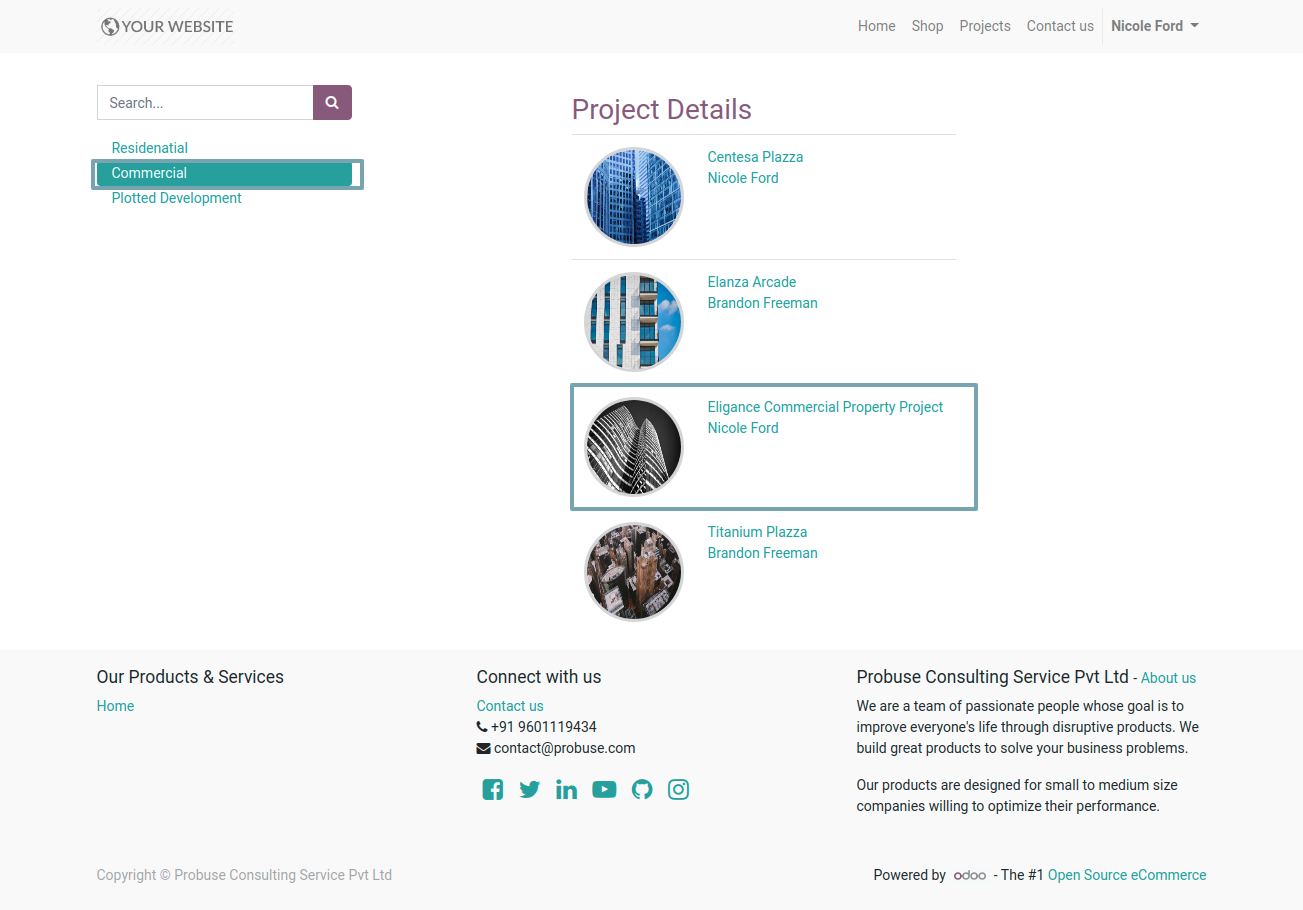 YOUR WEBSITE
Home
Shop
Projects
Contact us
Nicole Ford
Search...
Residenatial
Commercial
Plotted Development
Project Details
Centesa Plazza
Nicole Ford
Elanza Arcade
Brandon Freeman
Eligance Commercial Property Project
Nicole Ford
Titanium Plazza
Brandon Freeman
Our Products & Services
Home
Connect with us
Contact us
+91 9601119434
contact@probuse.com
Probuse Consulting Service Pvt Ltd - About us
We are a team of passionate people whose goal is to
improve everyone's life through disruptive products. We
build great products to solve your business problems.
Our products are designed for small to medium size
companies willing to optimize their performance.
Copyright © Probuse Consulting Service Pvt Ltd
Powered by odoo - The #1 Open Source eCommerce